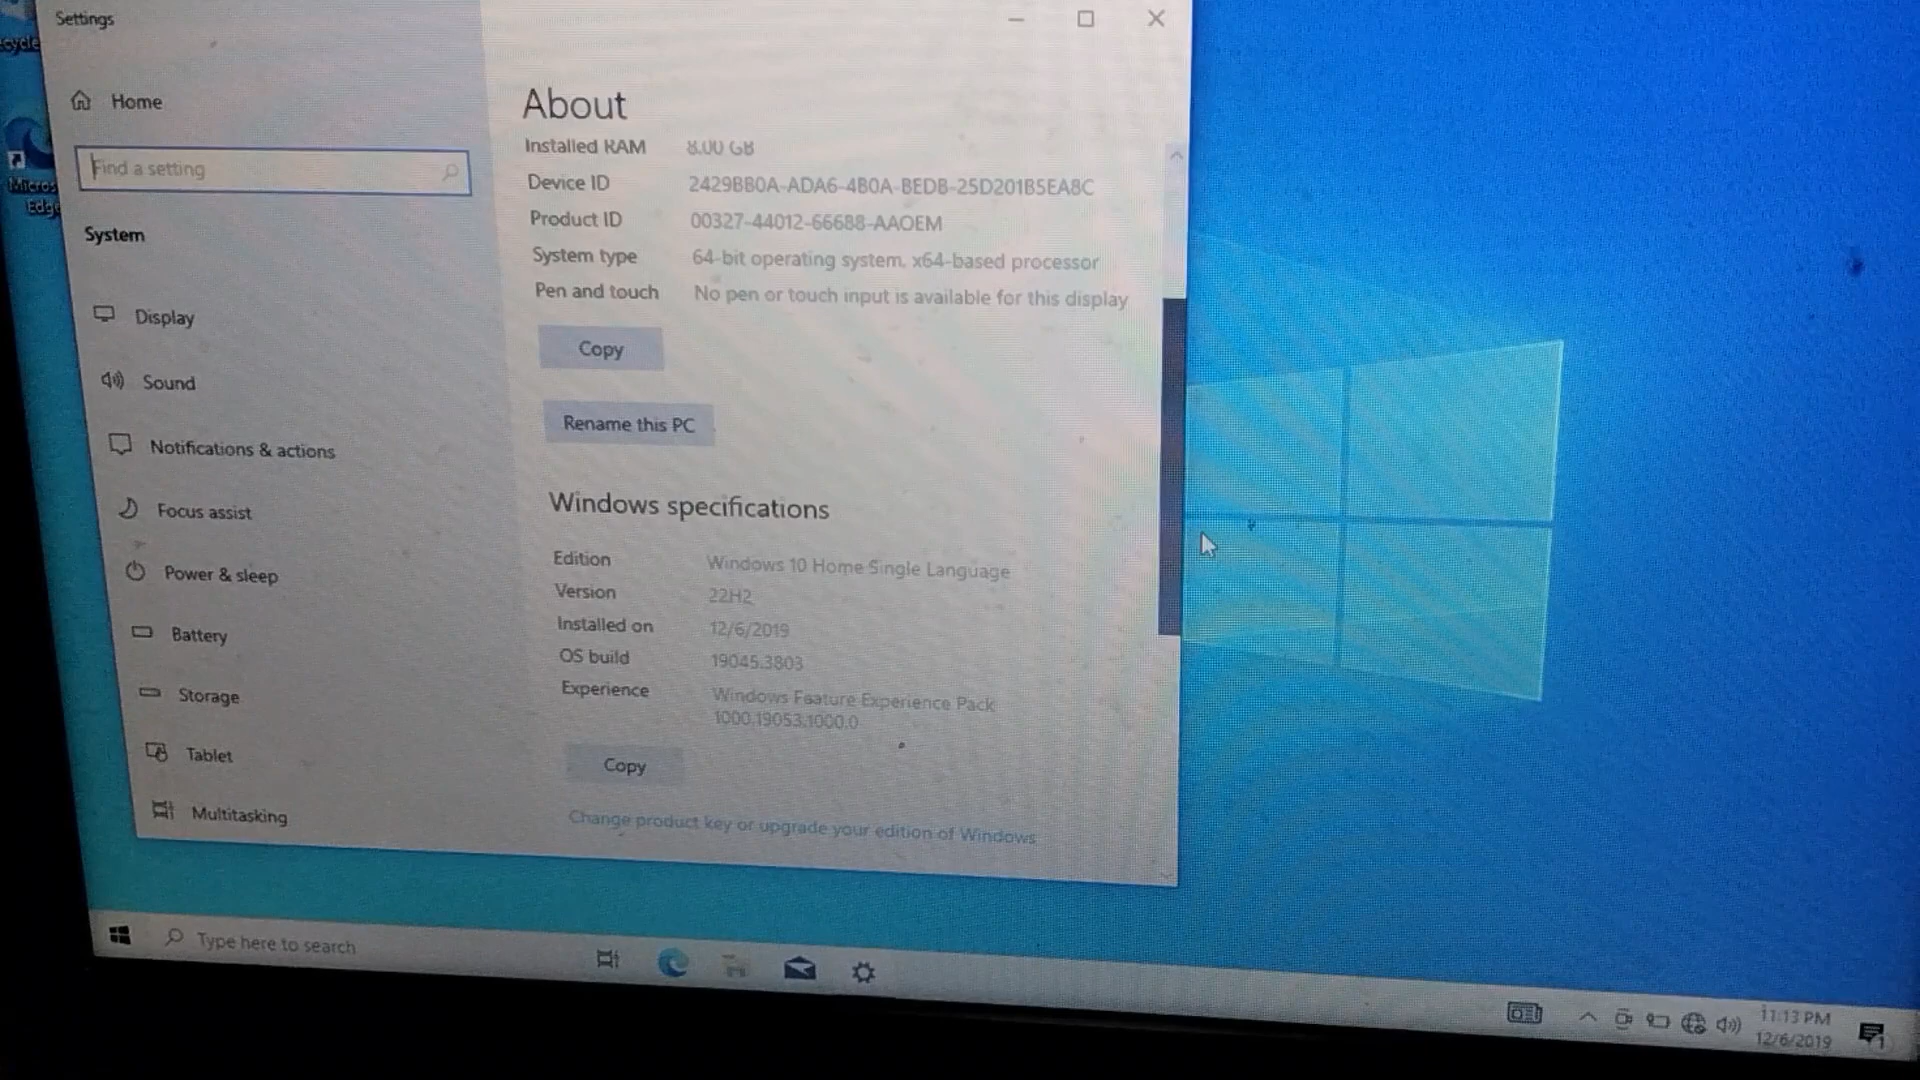 Settings
Home
Find a setting
System
Display
Sound
Notifications & actions
Focus assist
Power & sleep
Battery
Storage
Tablet
Multitasking
About
Installed RAM 8.00 GB
Device ID 2429BB0A-ADA6-4B0A-BEDB-25D201B5EA8C
Product ID 00327-44012-66688-AAOEM
System type 64-bit operating system, x64-based processor
Pen and touch No pen or touch input is available for this display
Copy
Rename this PC
Windows specifications
Edition Windows 10 Home Single Language
Version 22H2
Installed on 12/6/2019
OS build 19045.3803
Experience Windows Feature Experience Pack
1000.19053.1000.0
Copy
Change product key or upgrade your edition of Windows
Micros
Edge
Type here to search
11:13 PM
12/6/2019
1